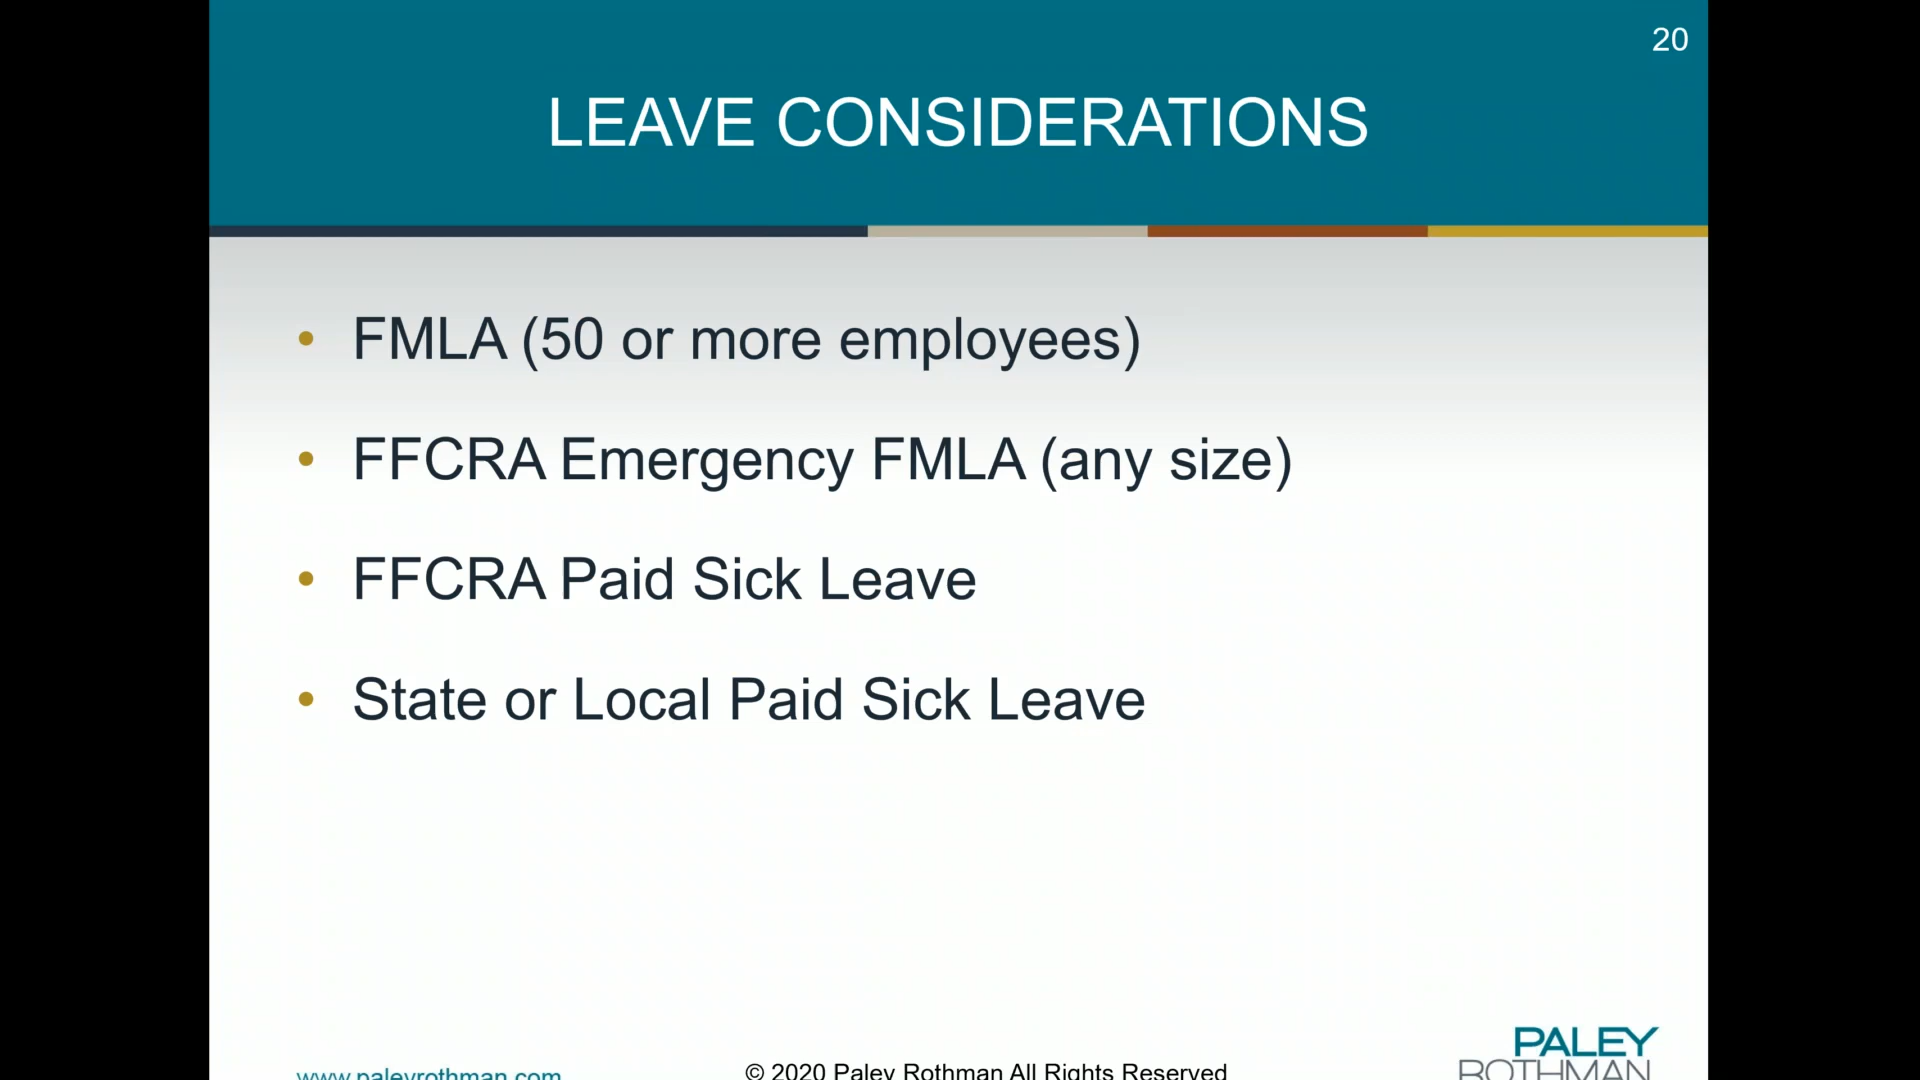 20
LEAVE CONSIDERATIONS
• FMLA (50 or more employees)
• FFCRA Emergency FMLA (any size)
• FFCRA Paid Sick Leave
• State or Local Paid Sick Leave
www.paleyrothman.com
© 2020 Paley Rothman All Rights Reserved
PALEY
ROTHMAN